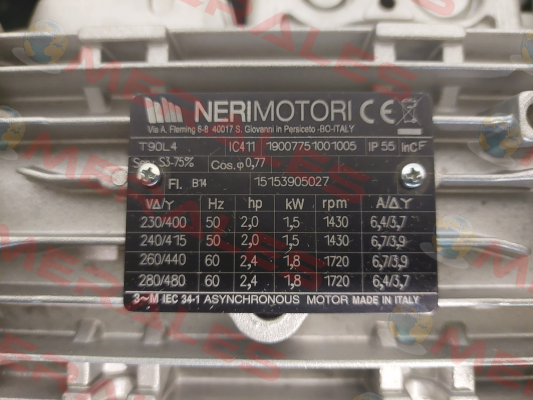 NERIMOTORI CE
Via A. Fleming 6-8 40017 S. Giovanni in Persiceto -BO-ITALY
T90L4 IC411 19007751001005 IP 55 InCF
S3-75% Cos.φ 0,77
Fl. B14 15153905027
VΔ/Y Hz hp kW rpm A/Δ Y
230/400 50 2,0 1,5 1430 6,4/3,7
240/415 50 2,0 1,5 1430 6,7/3,9
260/440 60 2,4 1,8 1720 6,7/3,9
280/480 60 2,4 1,8 1720 6,4/3,7
3~M IEC 34-1 ASYNCHRONOUS MOTOR MADE IN ITALY